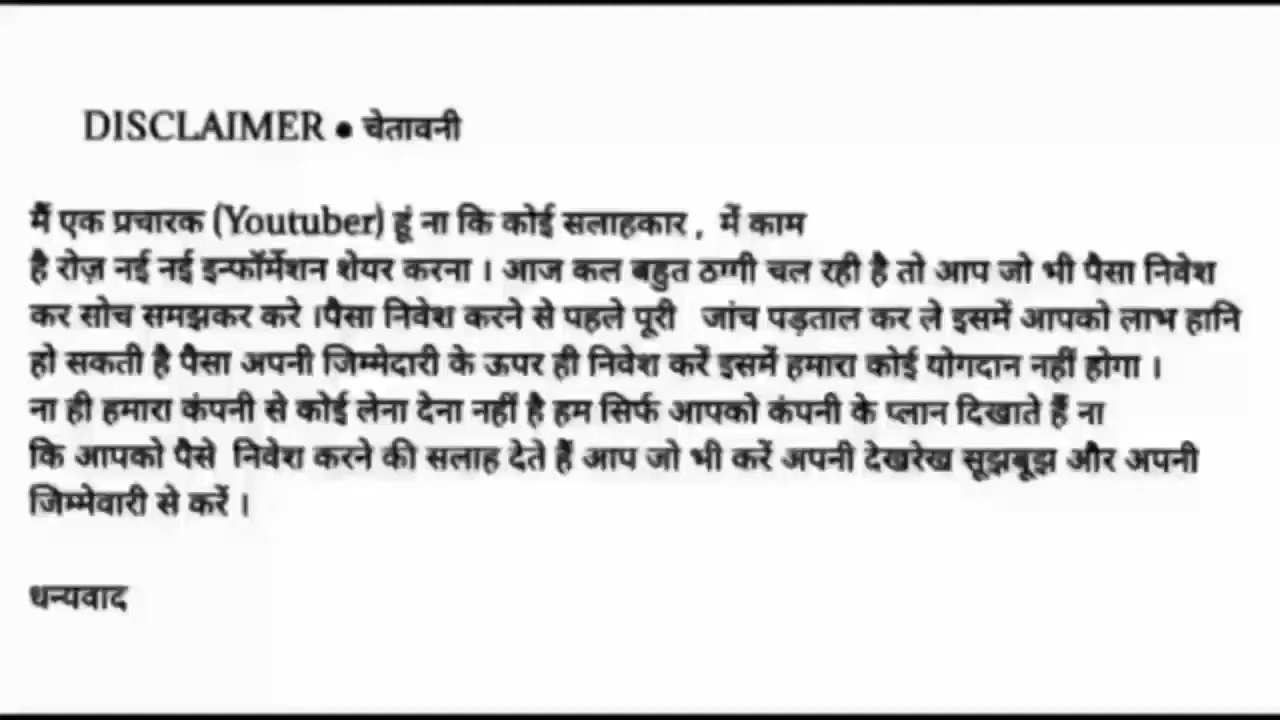 DISCLAIMER • चेतावनी
मैं एक प्रचारक (Youtuber) हूं ना कि कोई सलाहकार , में काम
है रोज़ नई नई इन्फॉर्मेशन शेयर करना । आज कल बहुत ठग्गी चल रही है तो आप जो भी पैसा निवेश
कर सोच समझकर करे ।पैसा निवेश करने से पहले पूरी जांच पड़ताल कर ले इसमें आपको लाभ हानि
हो सकती है पैसा अपनी जिम्मेदारी के ऊपर ही निवेश करें इसमें हमारा कोई योगदान नहीं होगा ।
ना ही हमारा कंपनी से कोई लेना देना नहीं है हम सिर्फ आपको कंपनी के प्लान दिखाते हैं ना
कि आपको पैसे निवेश करने की सलाह देते हैं आप जो भी करें अपनी देखरेख सूझबूझ और अपनी
जिम्मेवारी से करें ।
धन्यवाद